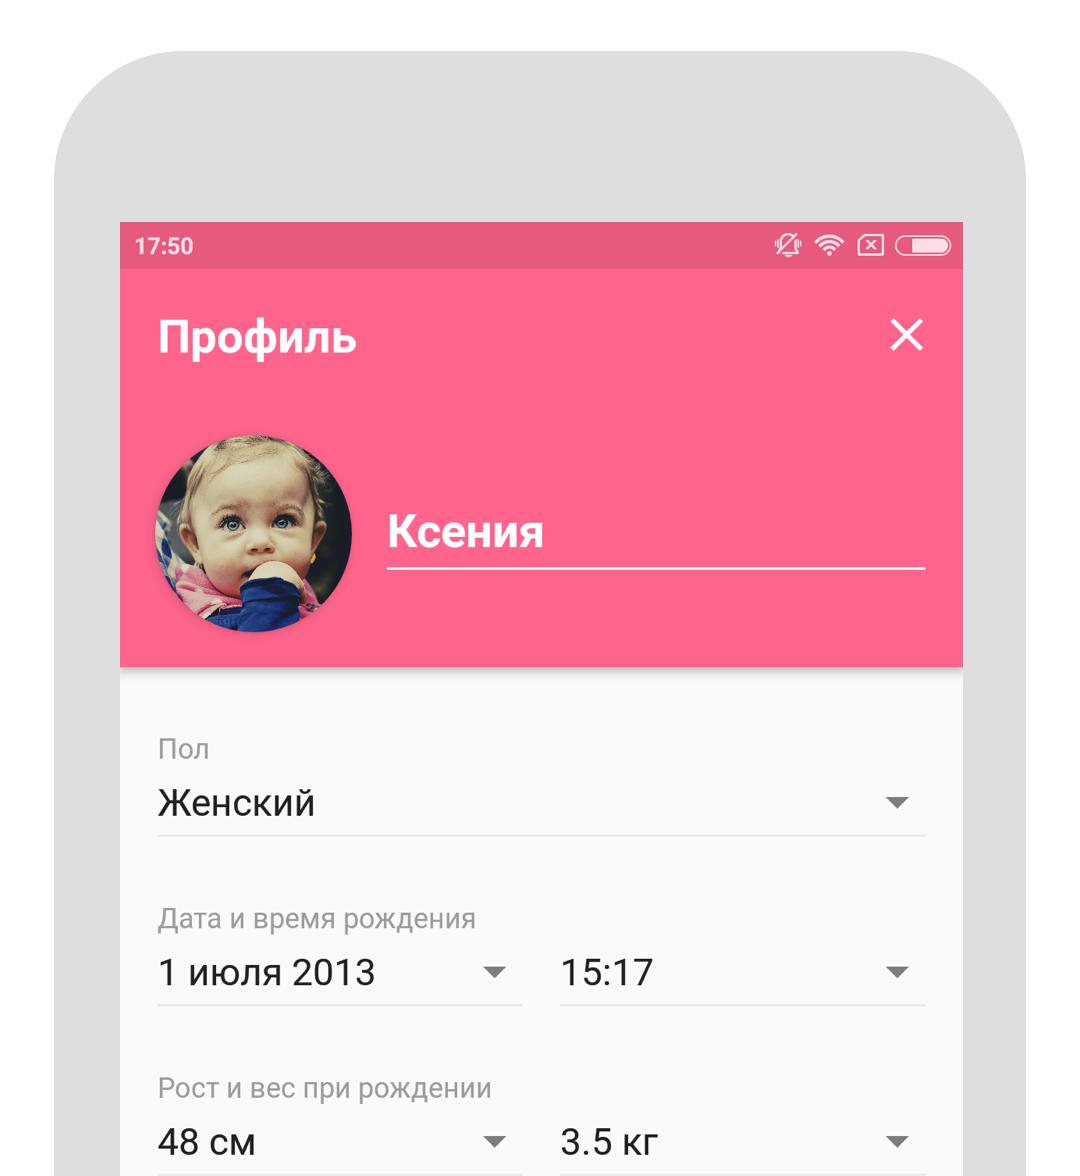 17:50
Профиль
Ксения
Пол
Женский
Дата и время рождения
1 июля 2013 15:17
Рост и вес при рождении
48 см 3.5 кг